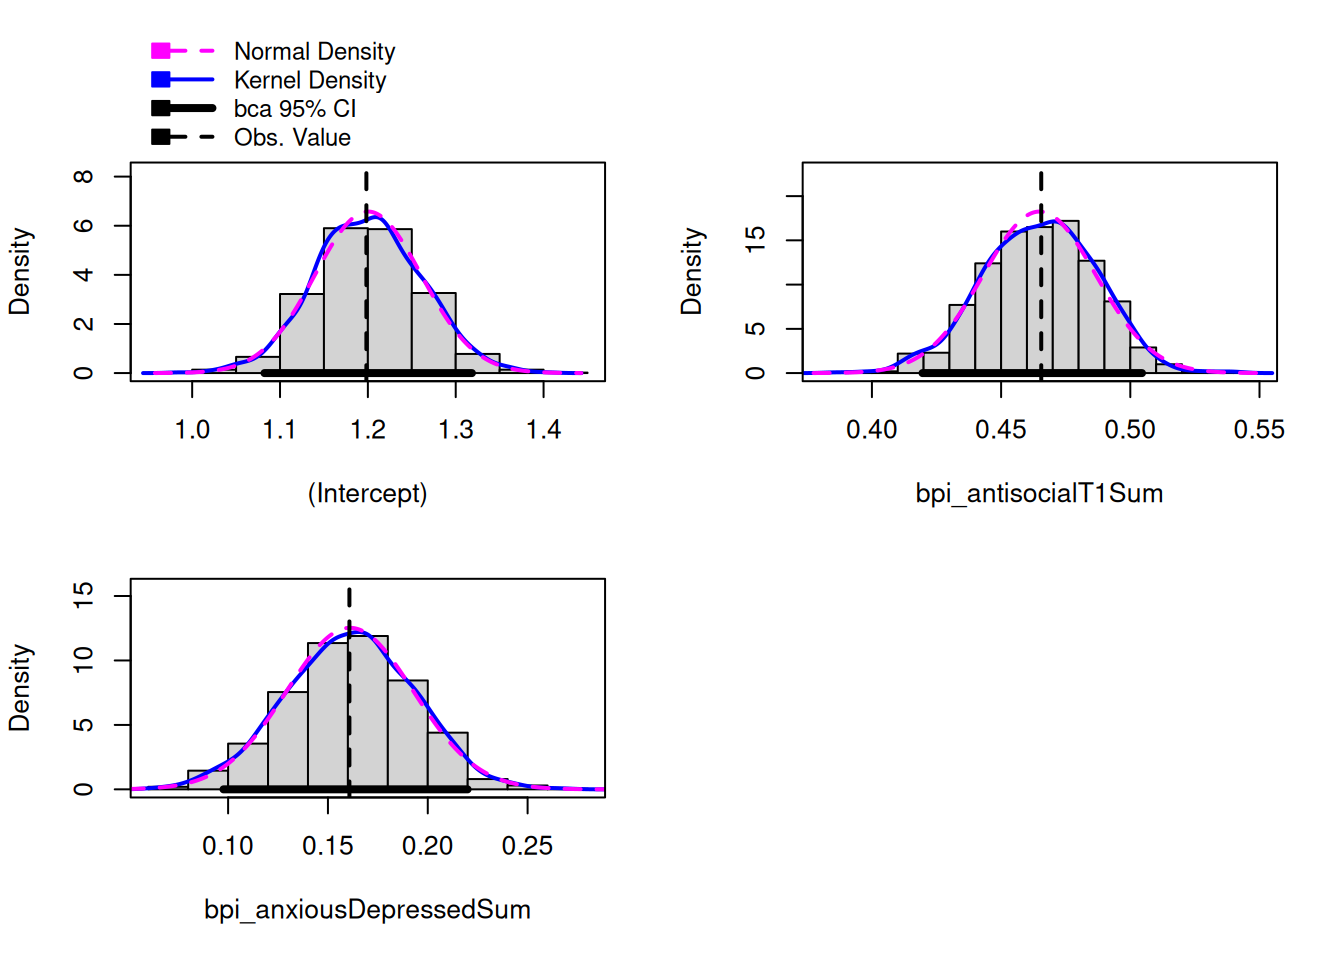 Normal Density
Kernel Density
bca 95% CI
Obs. Value
Density
0 2 4 6 8
1.0 1.1 1.2 1.3 1.4
(Intercept)
Density
0 5 15
0.40 0.45 0.50 0.55
bpi_antisocialT1Sum
Density
0 5 10 15
0.10 0.15 0.20 0.25
bpi_anxiousDepressedSum